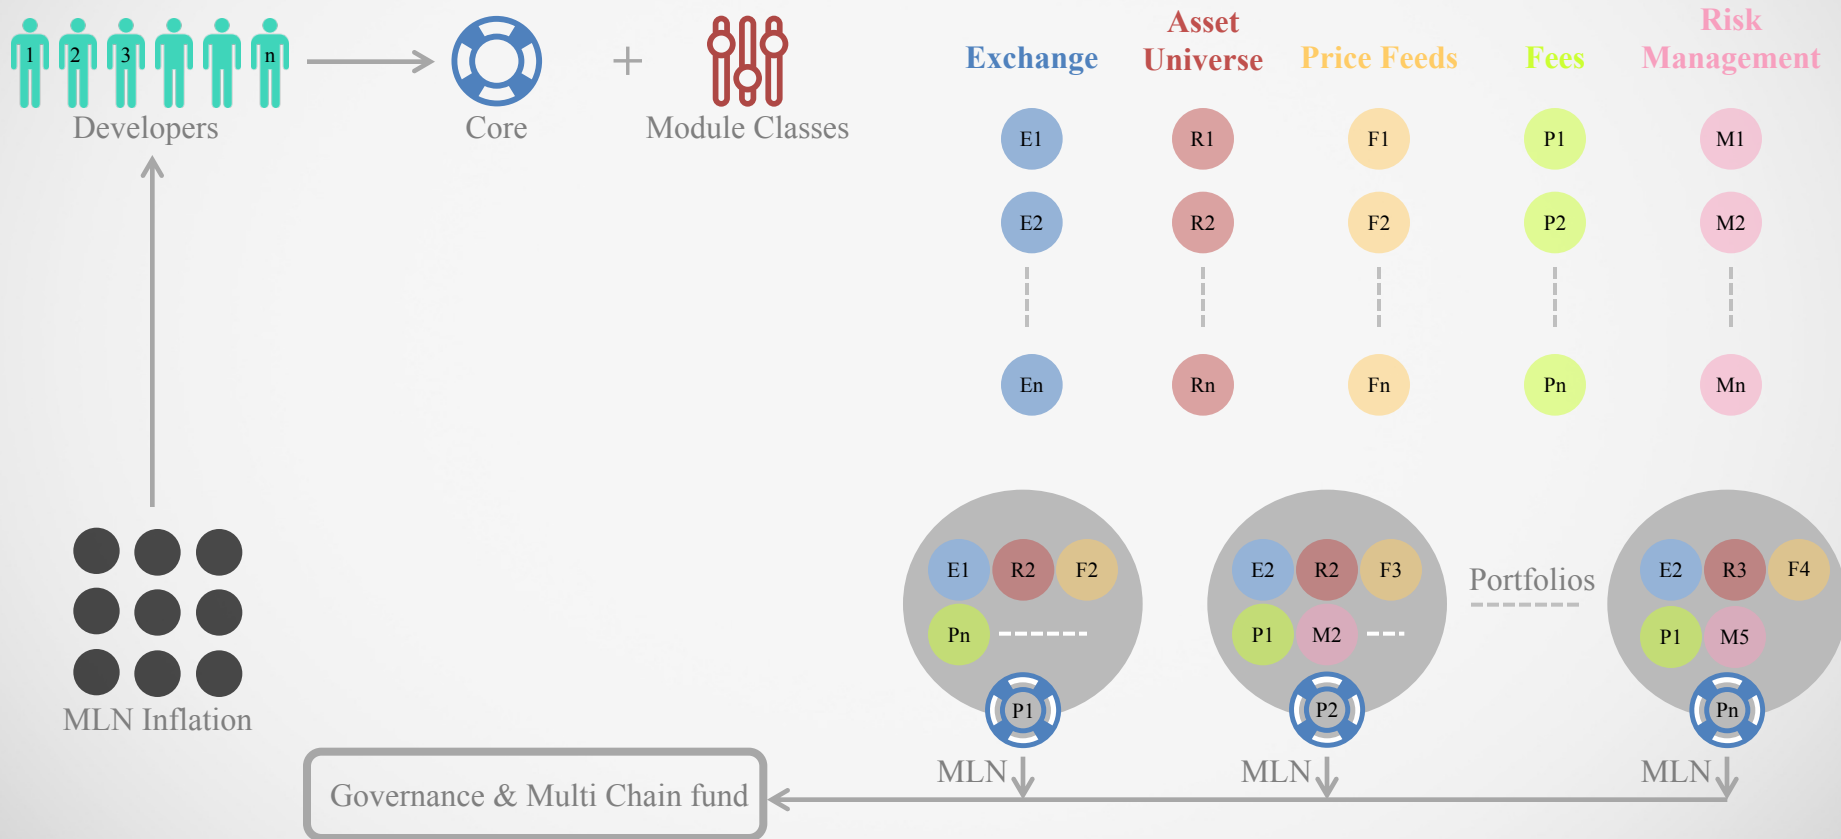 1 2 3 n
Developers
Core
+
Module Classes
Exchange
Asset
Universe
Price Feeds
Fees
Risk
Management
E1 R1 F1 P1 M1
E2 R2 F2 P2 M2
En Rn Fn Pn Mn
MLN Inflation
E1 R2 F2
Pn
P1
E2 R2 F3
P1 M2
P2
Portfolios
E2 R3 F4
P1 M5
Pn
MLN MLN MLN
Governance & Multi Chain fund